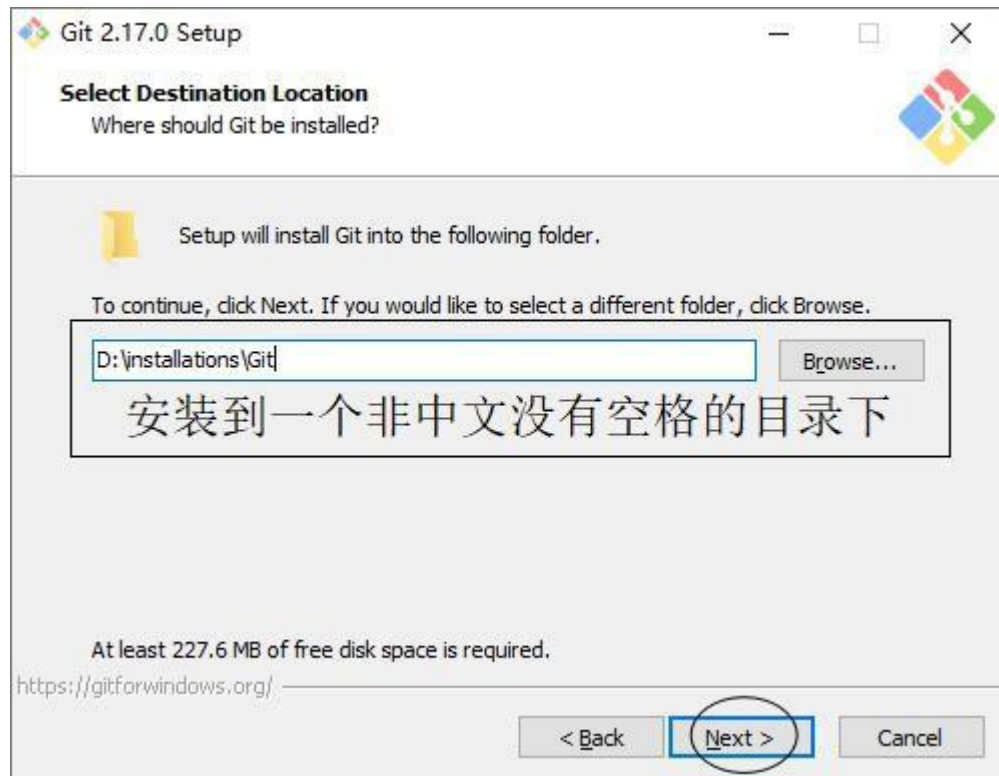 Git 2.17.0 Setup
Select Destination Location
Where should Git be installed?
Setup will install Git into the following folder.
To continue, click Next. If you would like to select a different folder, click Browse.
D:\installations\Git
Browse...
安装到一个非中文没有空格的目录下
At least 227.6 MB of free disk space is required.
https://gitforwindows.org/
< Back
Next >
Cancel